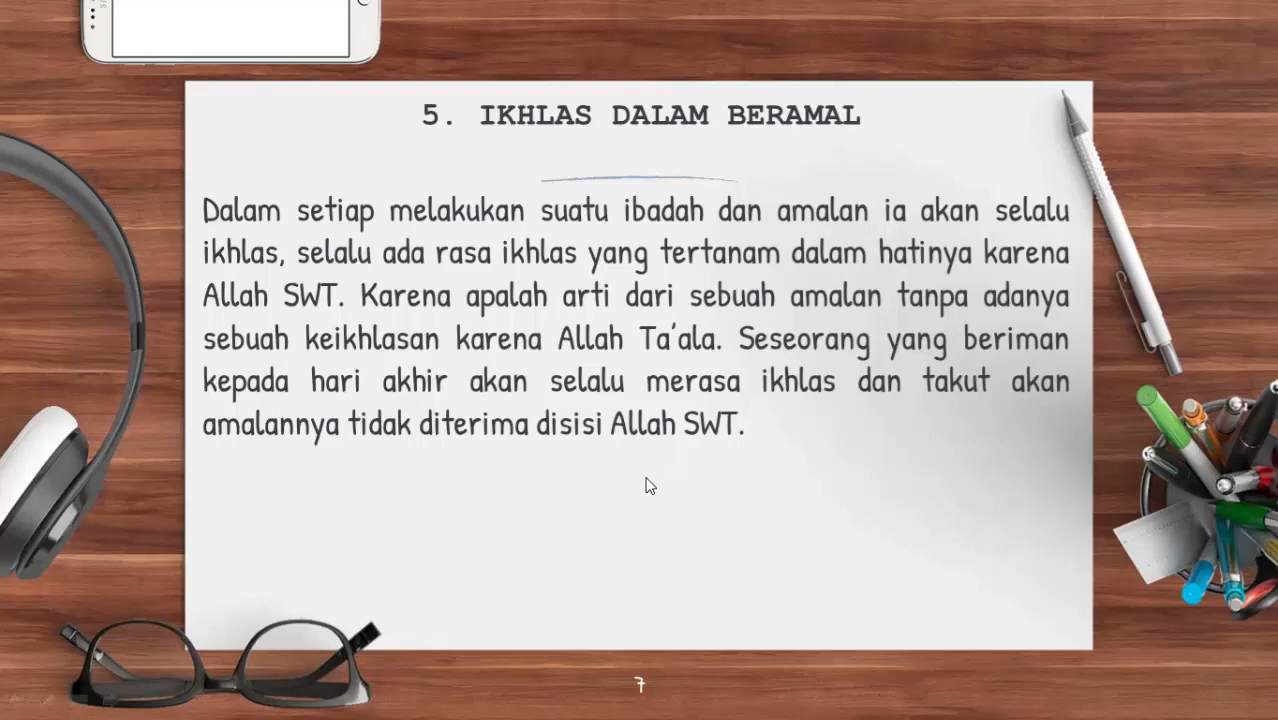 5. IKHLAS DALAM BERAMAL
Dalam setiap melakukan suatu ibadah dan amalan ia akan selalu
ikhlas, selalu ada rasa ikhlas yang tertanam dalam hatinya karena
Allah SWT. Karena apalah arti dari sebuah amalan tanpa adanya
sebuah keikhlasan karena Allah Ta'ala. Seseorang yang beriman
kepada hari akhir akan selalu merasa ikhlas dan takut akan
amalannya tidak diterima disisi Allah SWT.
7